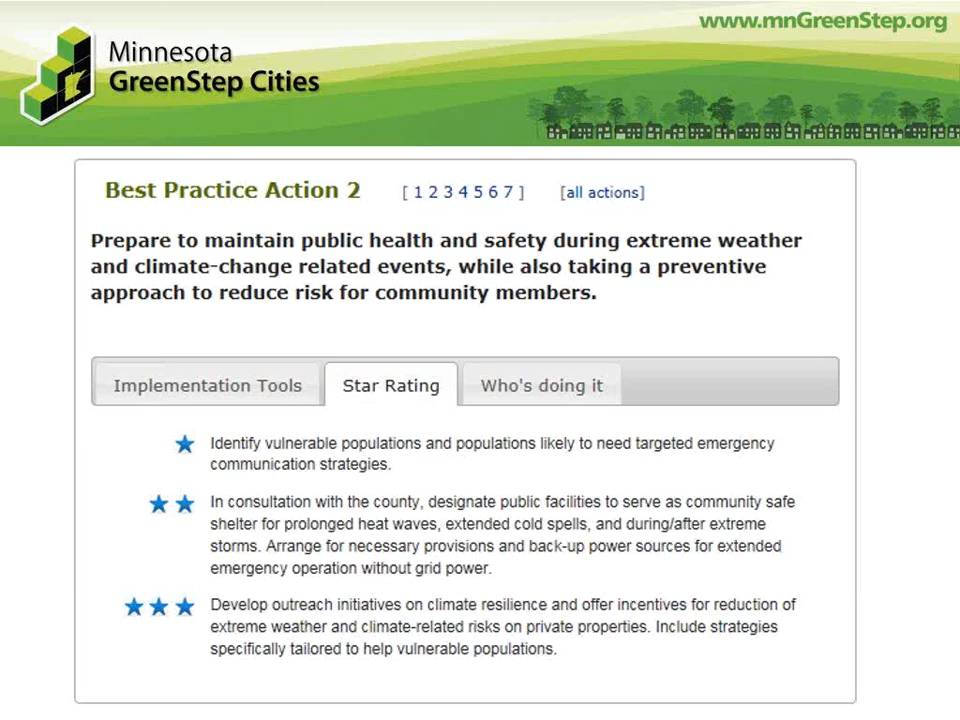 www.mnGreenStep.org
Minnesota
GreenStep Cities
Best Practice Action 2 [ 1 2 3 4 5 6 7 ] [all actions]
Prepare to maintain public health and safety during extreme weather
and climate-change related events, while also taking a preventive
approach to reduce risk for community members.
Implementation Tools Star Rating Who's doing it
Identify vulnerable populations and populations likely to need targeted emergency
communication strategies.
In consultation with the county, designate public facilities to serve as community safe
shelter for prolonged heat waves, extended cold spells, and during/after extreme
storms. Arrange for necessary provisions and back-up power sources for extended
emergency operation without grid power.
Develop outreach initiatives on climate resilience and offer incentives for reduction of
extreme weather and climate-related risks on private properties. Include strategies
specifically tailored to help vulnerable populations.